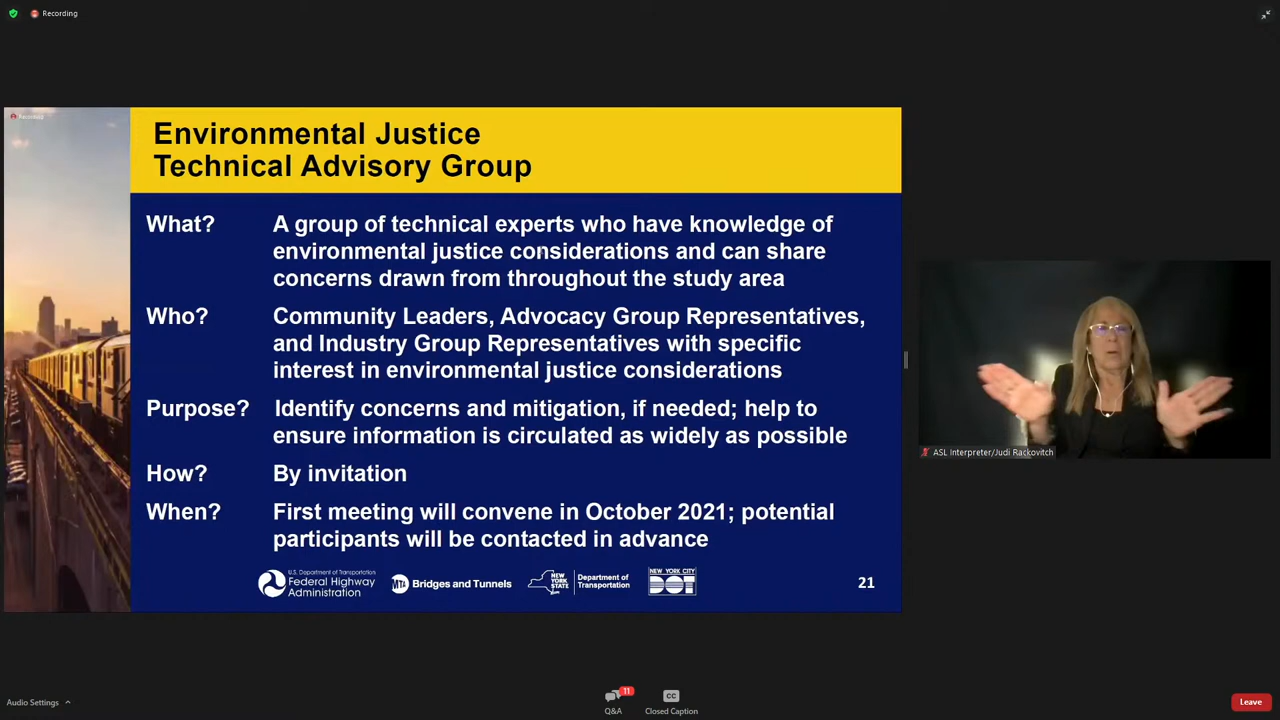 Recording
Recording
Environmental Justice
Technical Advisory Group
What? A group of technical experts who have knowledge of
environmental justice considerations and can share
concerns drawn from throughout the study area
Who? Community Leaders, Advocacy Group Representatives,
and Industry Group Representatives with specific
interest in environmental justice considerations
Purpose? Identify concerns and mitigation, if needed; help to
ensure information is circulated as widely as possible
How? By invitation
When? First meeting will convene in October 2021; potential
participants will be contacted in advance
U.S. Department of Transportation
Federal Highway
Administration
MTA Bridges and Tunnels
NEW
YORK
STATE
Department of
Transportation
NEW YORK CITY
DOT
21
ASL Interpreter/Judi Rackovitch
Audio Settings
11
Q&A
CC
Closed Caption
Leave